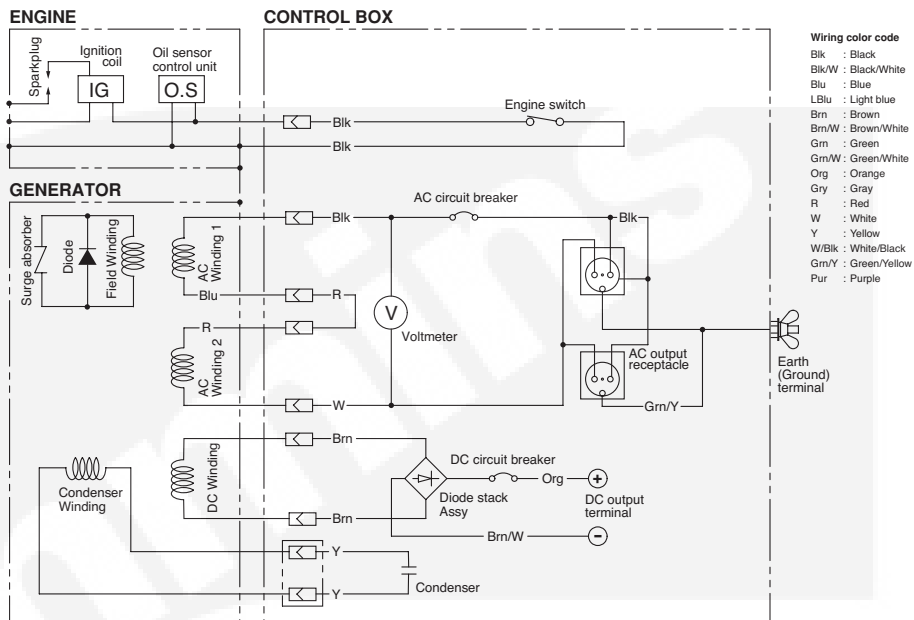 ENGINE
CONTROL BOX
Sparkplug
Ignition
coil
Oil sensor
control unit
IG
O.S
Engine switch
Blk
Blk
GENERATOR
Surge absorber
Diode
Field Winding
AC
Winding 1
Blk
AC circuit breaker
Blk
Blu
R
R
V
Voltmeter
AC
Winding 2
W
AC output
receptacle
Grn/Y
Earth
(Ground)
terminal
Brn
DC Winding
DC circuit breaker
Org
+
Diode stack
Assy
DC output
terminal
Condenser
Winding
Brn
Brn/W
−
Y
Condenser
Y
Wiring color code
Blk : Black
Blk/W : Black/White
Blu : Blue
LBlu : Light blue
Brn : Brown
Brn/W : Brown/White
Grn : Green
Grn/W : Green/White
Org : Orange
Gry : Gray
R : Red
W : White
Y : Yellow
W/Blk : White/Black
Grn/Y : Green/Yellow
Pur : Purple